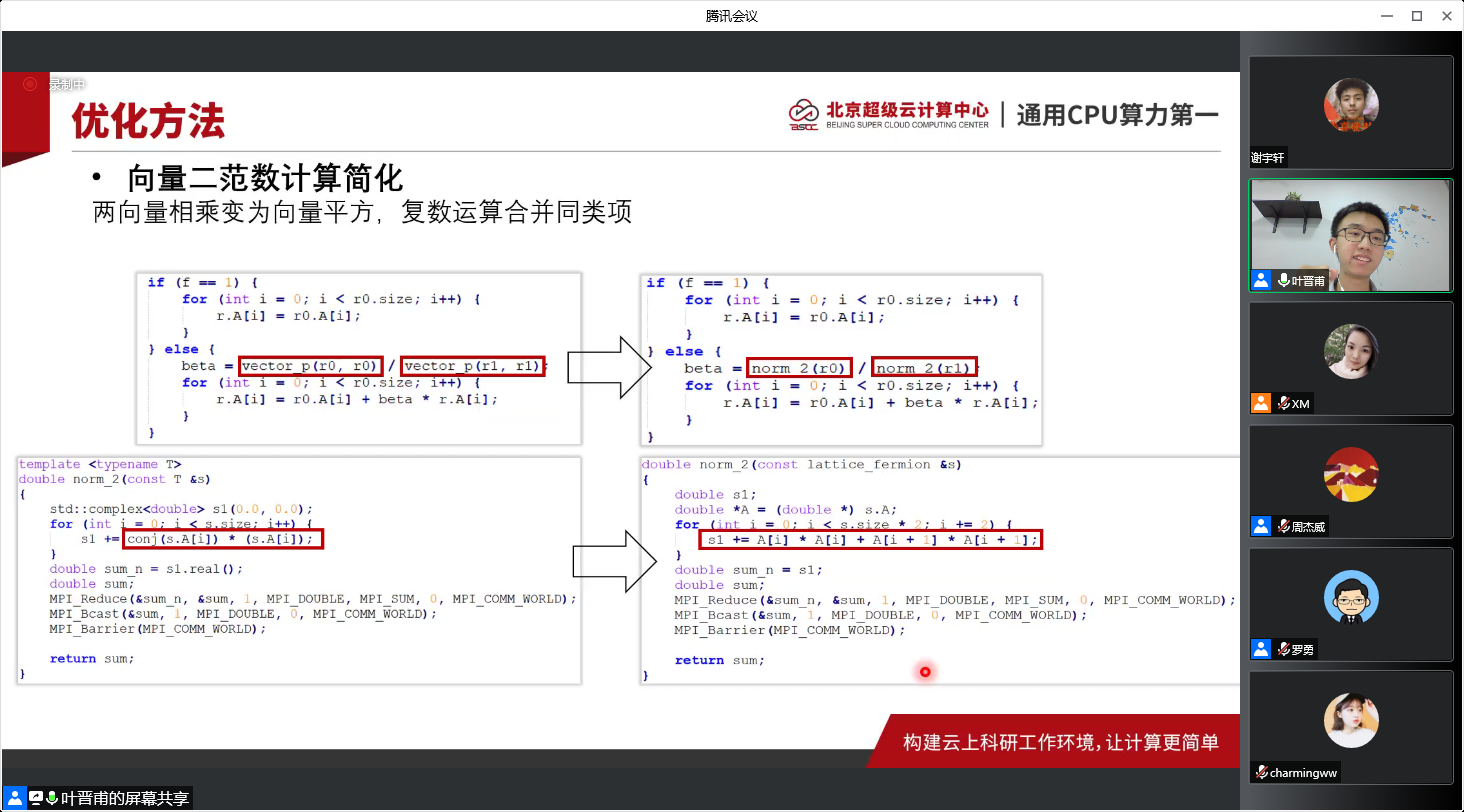 腾讯会议
录制中
优化方法
北京超级云计算中心
BEIJING SUPER CLOUD COMPUTING CENTER
通用CPU算力第一
BSCC
• 向量二范数计算简化
两向量相乘变为向量平方，复数运算合并同类项
if (f == 1) {
for (int i = 0; i < r0.size; i++) {
r.A[i] = r0.A[i];
}
} else {
beta = vector_p(r0, r0) / vector_p(r1, r1);
for (int i = 0; i < r0.size; i++) {
r.A[i] = r0.A[i] + beta * r.A[i];
}
}
if (f == 1) {
for (int i = 0; i < r0.size; i++) {
r.A[i] = r0.A[i];
}
} else {
beta = norm_2(r0) / norm_2(r1);
for (int i = 0; i < r0.size; i++) {
r.A[i] = r0.A[i] + beta * r.A[i];
}
}
template <typename T>
double norm_2(const T &s)
{
std::complex<double> s1(0.0, 0.0);
for (int i = 0; i < s.size; i++) {
s1 += conj(s.A[i]) * (s.A[i]);
}
double sum_n = s1.real();
double sum;
MPI_Reduce(&sum_n, &sum, 1, MPI_DOUBLE, MPI_SUM, 0, MPI_COMM_WORLD);
MPI_Bcast(&sum, 1, MPI_DOUBLE, 0, MPI_COMM_WORLD);
MPI_Barrier(MPI_COMM_WORLD);
return sum;
}
double norm_2(const lattice_fermion &s)
{
double s1;
double *A = (double *) s.A;
for (int i = 0; i < s.size * 2; i += 2) {
s1 += A[i] * A[i] + A[i + 1] * A[i + 1];
}
double sum_n = s1;
double sum;
MPI_Reduce(&sum_n, &sum, 1, MPI_DOUBLE, MPI_SUM, 0, MPI_COMM_WORLD);
MPI_Bcast(&sum, 1, MPI_DOUBLE, 0, MPI_COMM_WORLD);
MPI_Barrier(MPI_COMM_WORLD);
return sum;
}
构建云上科研工作环境,让计算更简单
叶晋甫的屏幕共享
谢宇轩
叶晋甫
XM
周杰威
罗勇
charmingww